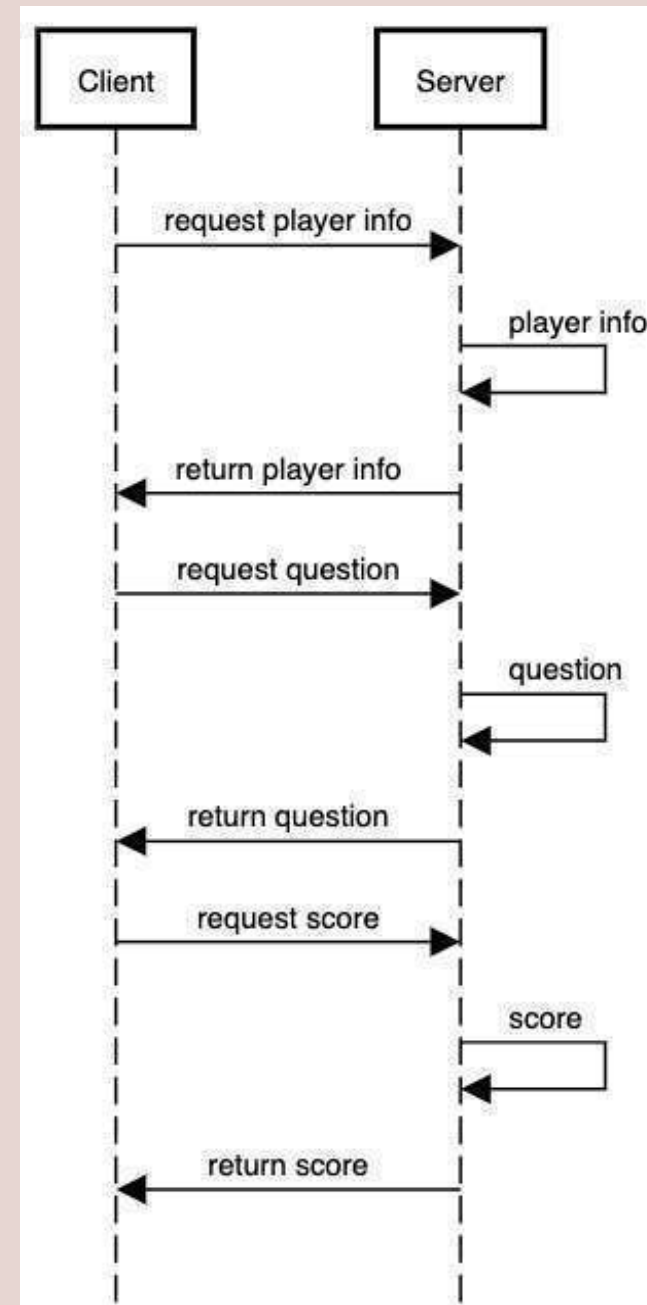 Client
Server
request player info
player info
return player info
request question
question
return question
request score
score
return score